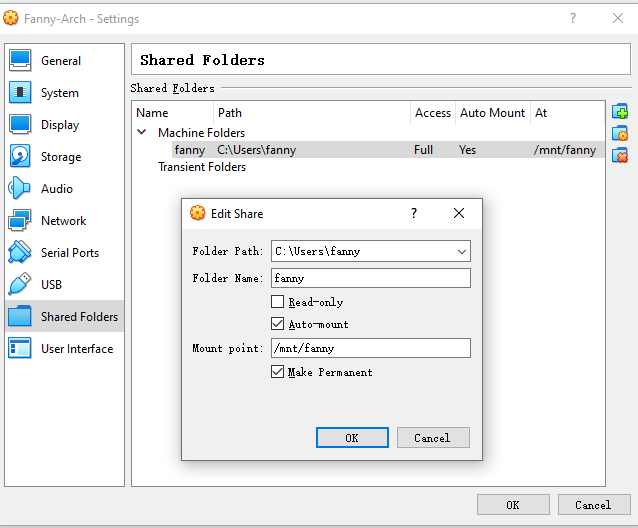 Fanny-Arch - Settings
?
General
System
Display
Storage
Audio
Network
Serial Ports
USB
Shared Folders
User Interface
Shared Folders
Shared Folders
Name Path Access Auto Mount At
Machine Folders
fanny C:\Users\fanny Full Yes /mnt/fanny
Transient Folders
Edit Share ?
Folder Path: C:\Users\fanny
Folder Name: fanny
Read-only
Auto-mount
Mount point: /mnt/fanny
Make Permanent
OK Cancel
OK Cancel